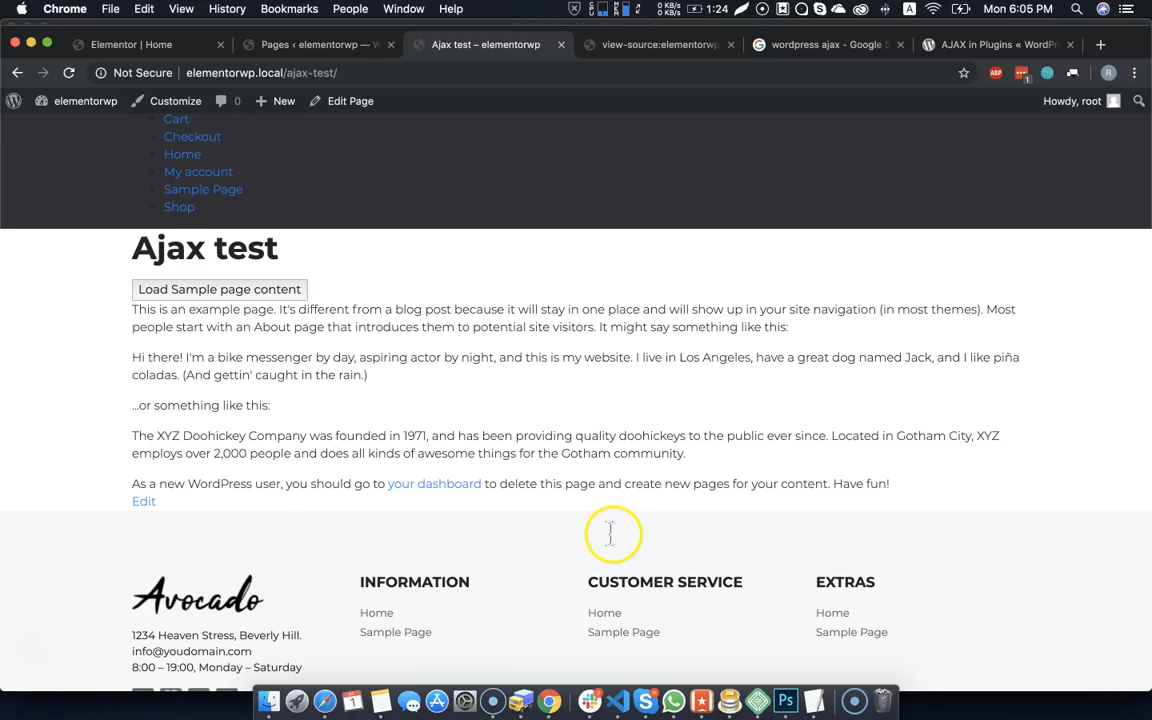 Chrome File Edit View History Bookmarks People Window Help
0 KB/s
0 KB/s
1:24
A
Mon 6:05 PM
Elementor | Home
Pages ‹ elementorwp — W
Ajax test – elementorwp
view-source:elementorwp
wordpress ajax - Google S
AJAX in Plugins « WordPr
Not Secure elementorwp.local/ajax-test/
ABP
1
R
elementorwp Customize 0 New Edit Page Howdy, root
Cart
Checkout
Home
My account
Sample Page
Shop
Ajax test
Load Sample page content
This is an example page. It's different from a blog post because it will stay in one place and will show up in your site navigation (in most themes). Most
people start with an About page that introduces them to potential site visitors. It might say something like this:
Hi there! I'm a bike messenger by day, aspiring actor by night, and this is my website. I live in Los Angeles, have a great dog named Jack, and I like piña
coladas. (And gettin' caught in the rain.)
...or something like this:
The XYZ Doohickey Company was founded in 1971, and has been providing quality doohickeys to the public ever since. Located in Gotham City, XYZ
employs over 2,000 people and does all kinds of awesome things for the Gotham community.
As a new WordPress user, you should go to your dashboard to delete this page and create new pages for your content. Have fun!
Edit
Avocado
1234 Heaven Stress, Beverly Hill.
info@youdomain.com
8:00 – 19:00, Monday – Saturday
INFORMATION
Home
Sample Page
CUSTOMER SERVICE
Home
Sample Page
EXTRAS
Home
Sample Page
Ps